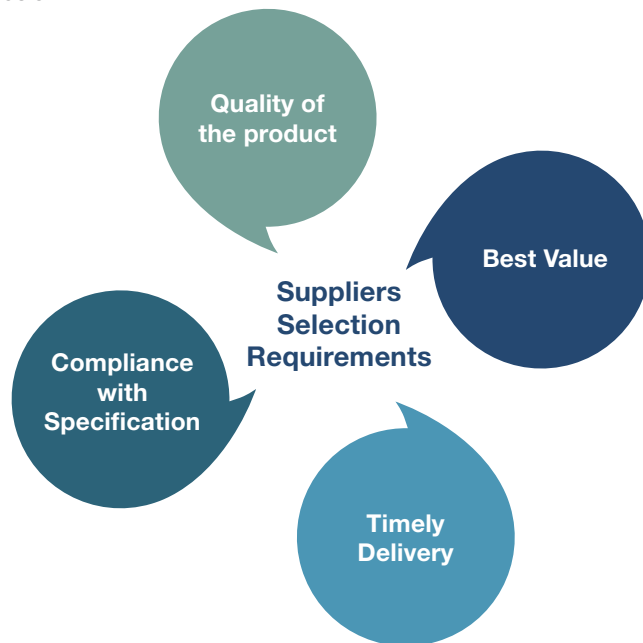 Quality of
the product
Best Value
Suppliers
Selection
Requirements
Compliance
with
Specification
Timely
Delivery